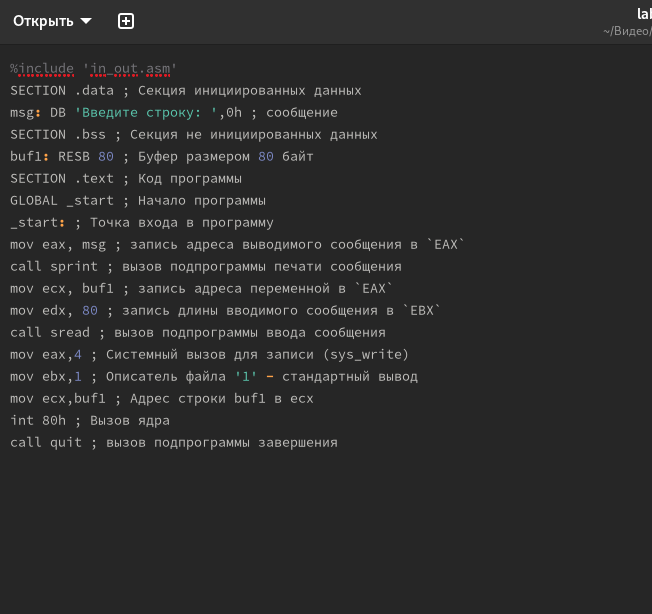 Открыть
lab
~/Видео/
%include 'in_out.asm'
SECTION .data ; Секция инициированных данных
msg: DB 'Введите строку: ',0h ; сообщение
SECTION .bss ; Секция не инициированных данных
buf1: RESB 80 ; Буфер размером 80 байт
SECTION .text ; Код программы
GLOBAL _start ; Начало программы
_start: ; Точка входа в программу
mov eax, msg ; запись адреса выводимого сообщения в `EAX`
call sprint ; вызов подпрограммы печати сообщения
mov ecx, buf1 ; запись адреса переменной в `EAX`
mov edx, 80 ; запись длины вводимого сообщения в `EBX`
call sread ; вызов подпрограммы ввода сообщения
mov eax,4 ; Системный вызов для записи (sys_write)
mov ebx,1 ; Описатель файла '1' - стандартный вывод
mov ecx,buf1 ; Адрес строки buf1 в ecx
int 80h ; Вызов ядра
call quit ; вызов подпрограммы завершения